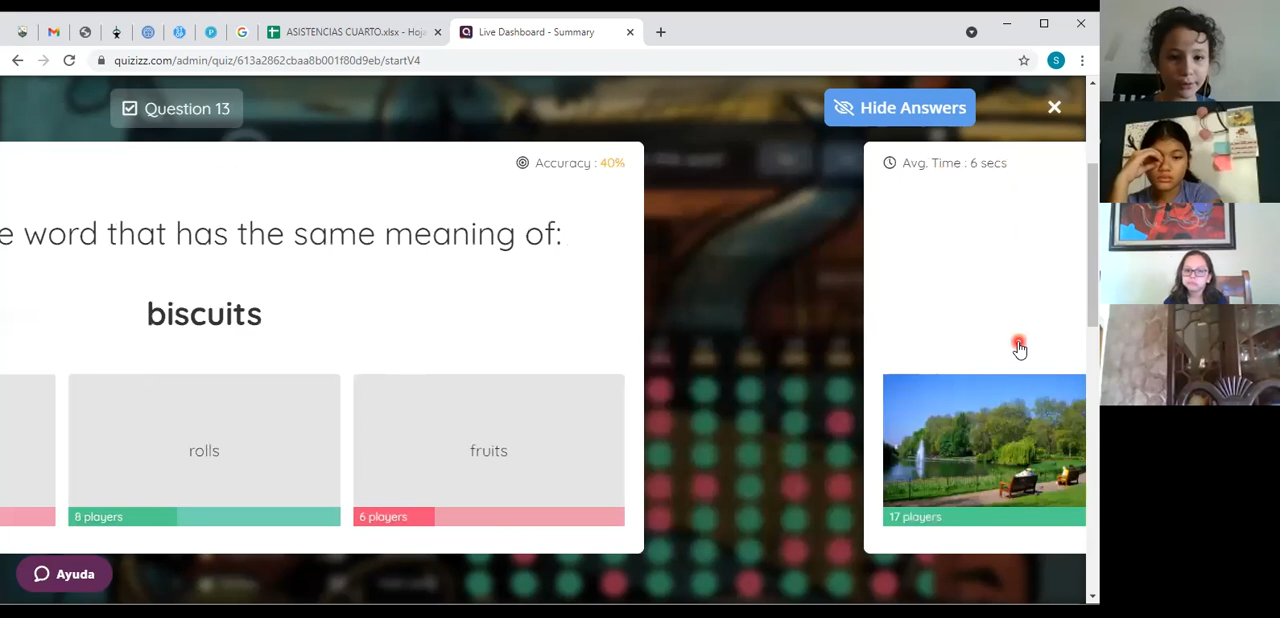 ASISTENCIAS CUARTO.xlsx - Hoja
Live Dashboard - Summary
quizizz.com/admin/quiz/613a2862cbaa8b001f80d9eb/startV4
S
Question 13
Hide Answers
Accuracy : 40%
e word that has the same meaning of:
biscuits
rolls
fruits
8 players
6 players
Avg. Time : 6 secs
17 players
Ayuda